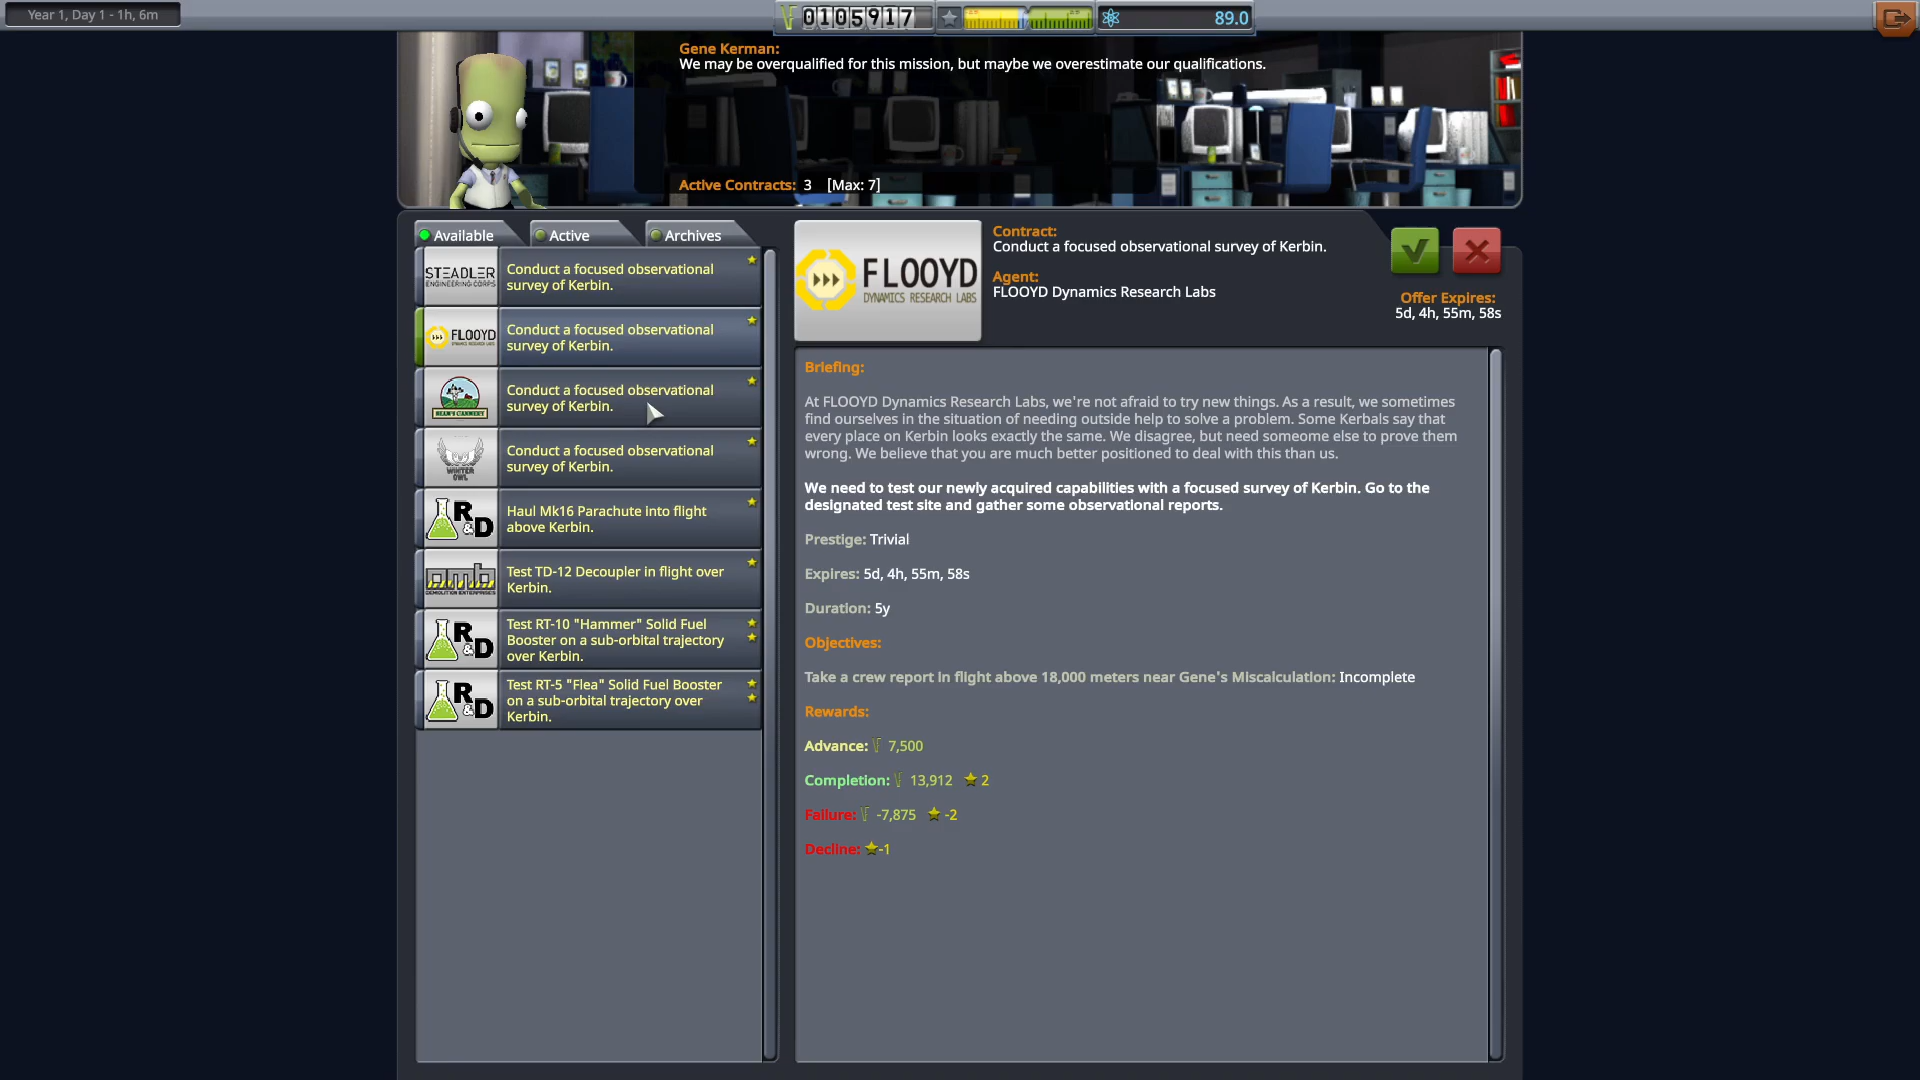 Year 1, Day 1 - 1h, 6m
0105917
89.0
Gene Kerman:
We may be overqualified for this mission, but maybe we overestimate our qualifications.
Active Contracts: 3 [Max: 7]
Available
Active
Archives
STEADLER
ENGINEERING CORPS
Conduct a focused observational
survey of Kerbin.
FLOOYD
DYNAMICS RESEARCH LABS
Conduct a focused observational
survey of Kerbin.
BEAN'S CANNERY
Conduct a focused observational
survey of Kerbin.
WINTER
OWL
Conduct a focused observational
survey of Kerbin.
R&D
Haul Mk16 Parachute into flight
above Kerbin.
omb
DEMOLITION ENTERPRISES
Test TD-12 Decoupler in flight over
Kerbin.
R&D
Test RT-10 "Hammer" Solid Fuel
Booster on a sub-orbital trajectory
over Kerbin.
R&D
Test RT-5 "Flea" Solid Fuel Booster
on a sub-orbital trajectory over
Kerbin.
FLOOYD
DYNAMICS RESEARCH LABS
Contract:
Conduct a focused observational survey of Kerbin.
Agent:
FLOOYD Dynamics Research Labs
Offer Expires:
5d, 4h, 55m, 58s
Briefing:
At FLOOYD Dynamics Research Labs, we're not afraid to try new things. As a result, we sometimes
find ourselves in the situation of needing outside help to solve a problem. Some Kerbals say that
every place on Kerbin looks exactly the same. We disagree, but need someome else to prove them
wrong. We believe that you are much better positioned to deal with this than us.
We need to test our newly acquired capabilities with a focused survey of Kerbin. Go to the
designated test site and gather some observational reports.
Prestige: Trivial
Expires: 5d, 4h, 55m, 58s
Duration: 5y
Objectives:
Take a crew report in flight above 18,000 meters near Gene's Miscalculation: Incomplete
Rewards:
Advance: 7,500
Completion: 13,912 2
Failure: -7,875 -2
Decline: -1